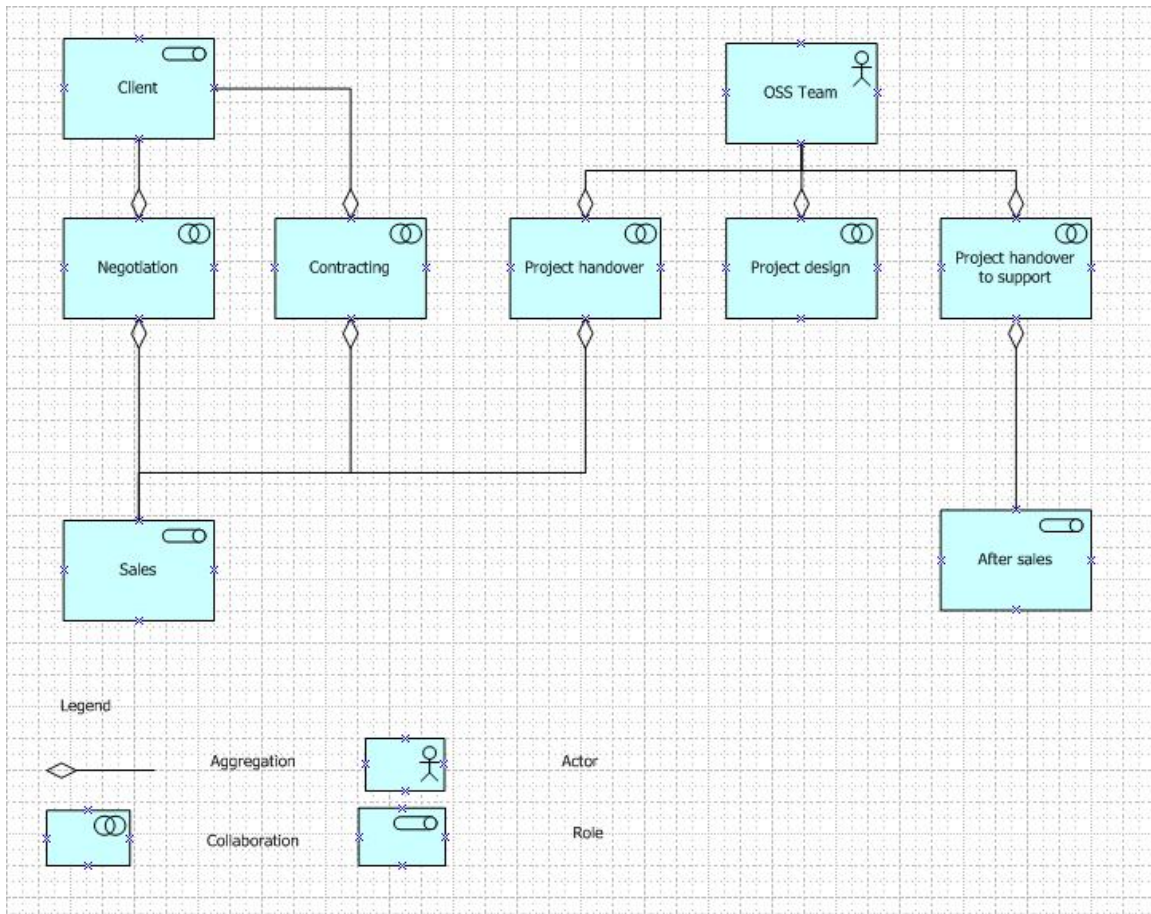 Client
OSS Team
Negotiation
Contracting
Project handover
Project design
Project handover
to support
Sales
After sales
Legend
Aggregation
Actor
Collaboration
Role